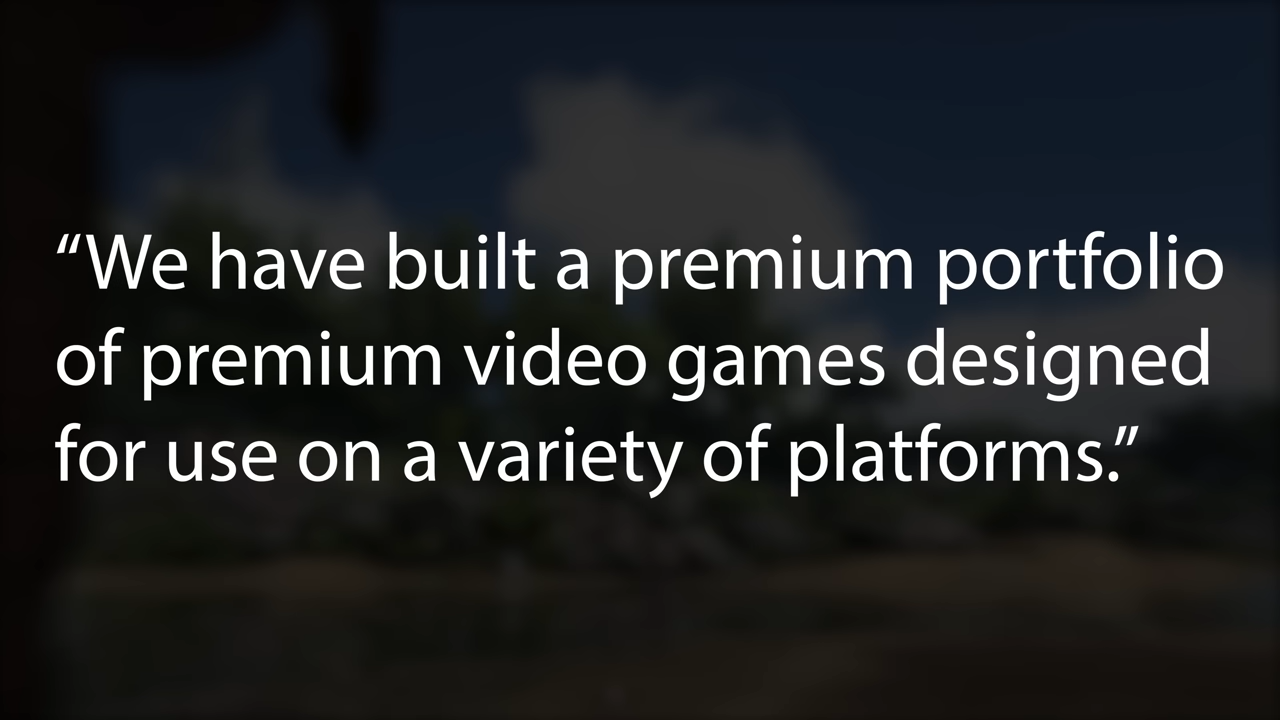 “We have built a premium portfolio
of premium video games designed
for use on a variety of platforms.”